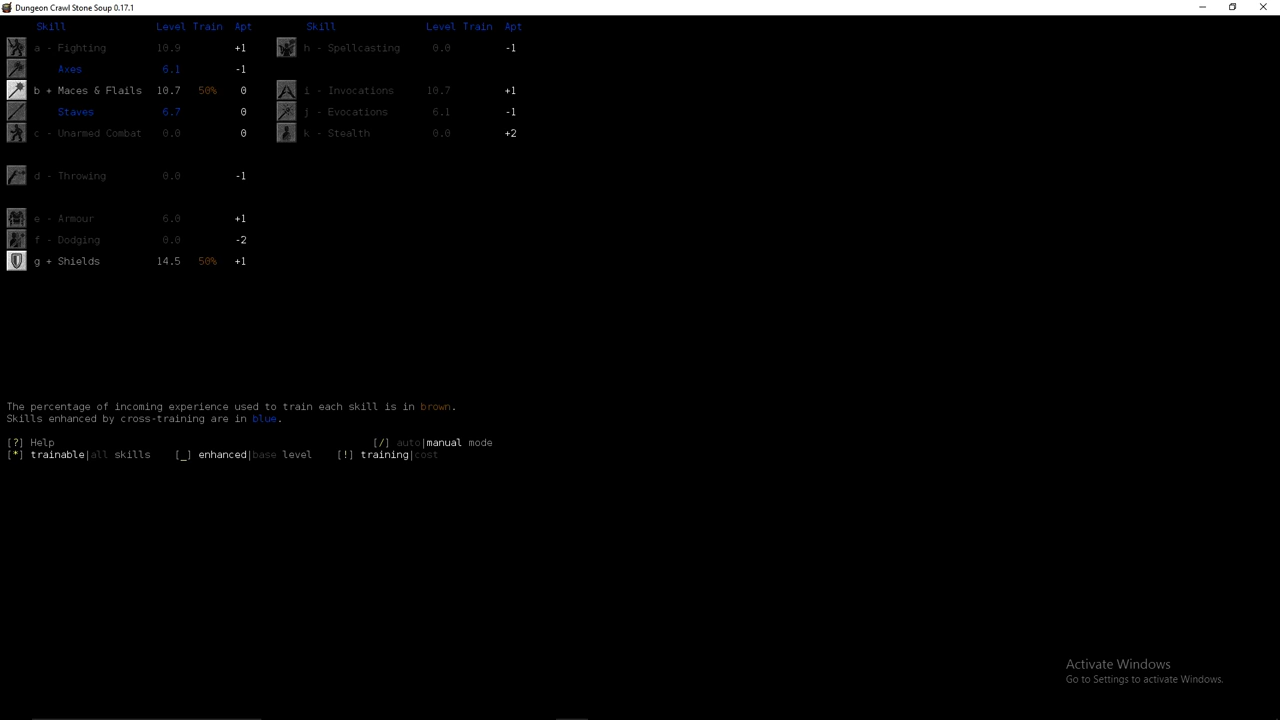 Dungeon Crawl Stone Soup 0.17.1
Skill Level Train Apt Skill Level Train Apt
a - Fighting 10.9 +1 h - Spellcasting 0.0 -1
Axes 6.1 -1
b + Maces & Flails 10.7 50% 0 i - Invocations 10.7 +1
Staves 6.7 0 j - Evocations 6.1 -1
c - Unarmed Combat 0.0 0 k - Stealth 0.0 +2
d - Throwing 0.0 -1
e - Armour 6.0 +1
f - Dodging 0.0 -2
g + Shields 14.5 50% +1
The percentage of incoming experience used to train each skill is in brown.
Skills enhanced by cross-training are in blue.
[?] Help [/] auto|manual mode
[*] trainable|all skills [_] enhanced|base level [!] training|cost
Activate Windows
Go to Settings to activate Windows.